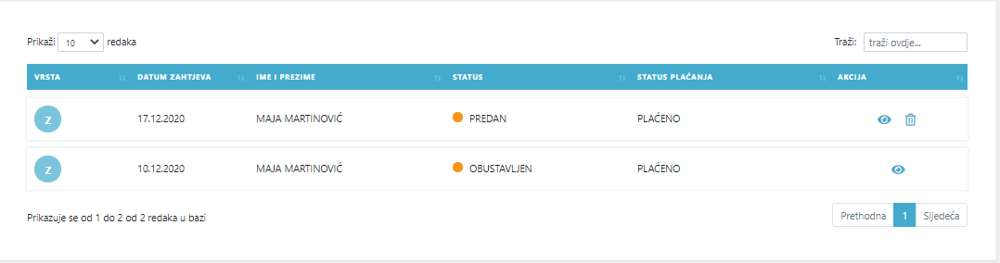 Prikaži 10 redaka Traži: traži ovdje...
VRSTA DATUM ZAHTJEVA IME I PREZIME STATUS STATUS PLAĆANJA AKCIJA
Z 17.12.2020 MAJA MARTINOVIĆ PREDAN PLAĆENO
Z 10.12.2020 MAJA MARTINOVIĆ OBUSTAVLJEN PLAĆENO
Prikazuje se od 1 do 2 od 2 redaka u bazi Prethodna 1 Sljedeća